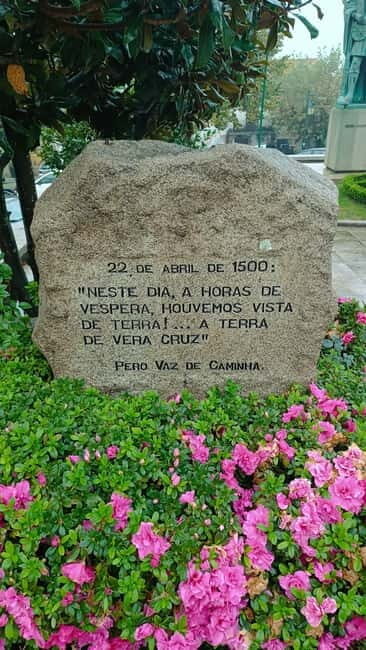 22 DE ABRIL DE 1500:
"NESTE DIA, A HORAS DE
VESPERA, HOUVEMOS VISTA
DE TERRA!... A TERRA
DE VERA CRUZ"
PERO VAZ DE CAMINHA.